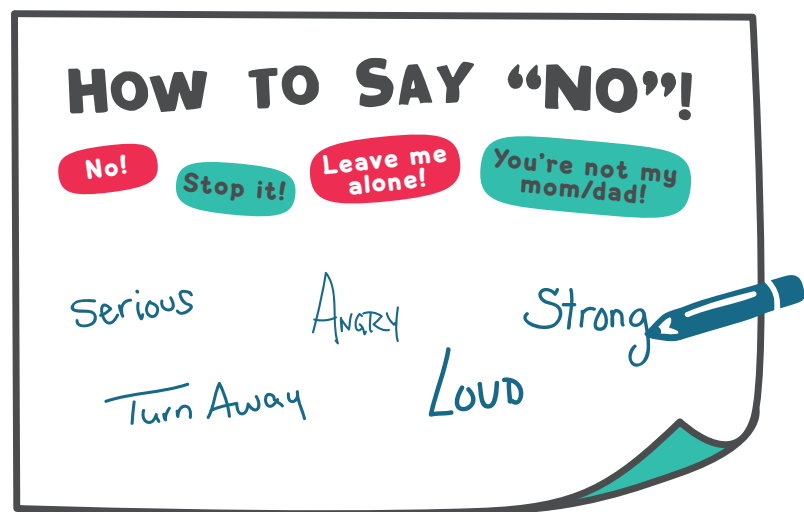 HOW TO SAY “NO”!
No!
Stop it!
Leave me
alone!
You're not my
mom/dad!
Serious
ANGRY
Strong
Turn Away
LOUD